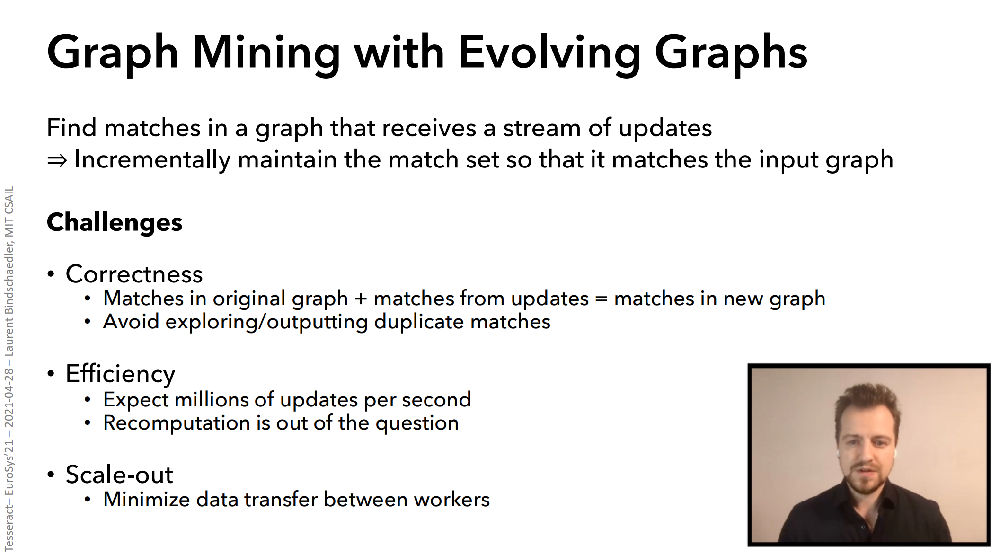 Graph Mining with Evolving Graphs
Find matches in a graph that receives a stream of updates
⇒ Incrementally maintain the match set so that it matches the input graph
Challenges
• Correctness
• Matches in original graph + matches from updates = matches in new graph
• Avoid exploring/outputting duplicate matches
• Efficiency
• Expect millions of updates per second
• Recomputation is out of the question
• Scale-out
• Minimize data transfer between workers
Tesseract– EuroSys’21 – 2021-04-28 – Laurent Bindschaedler, MIT CSAIL